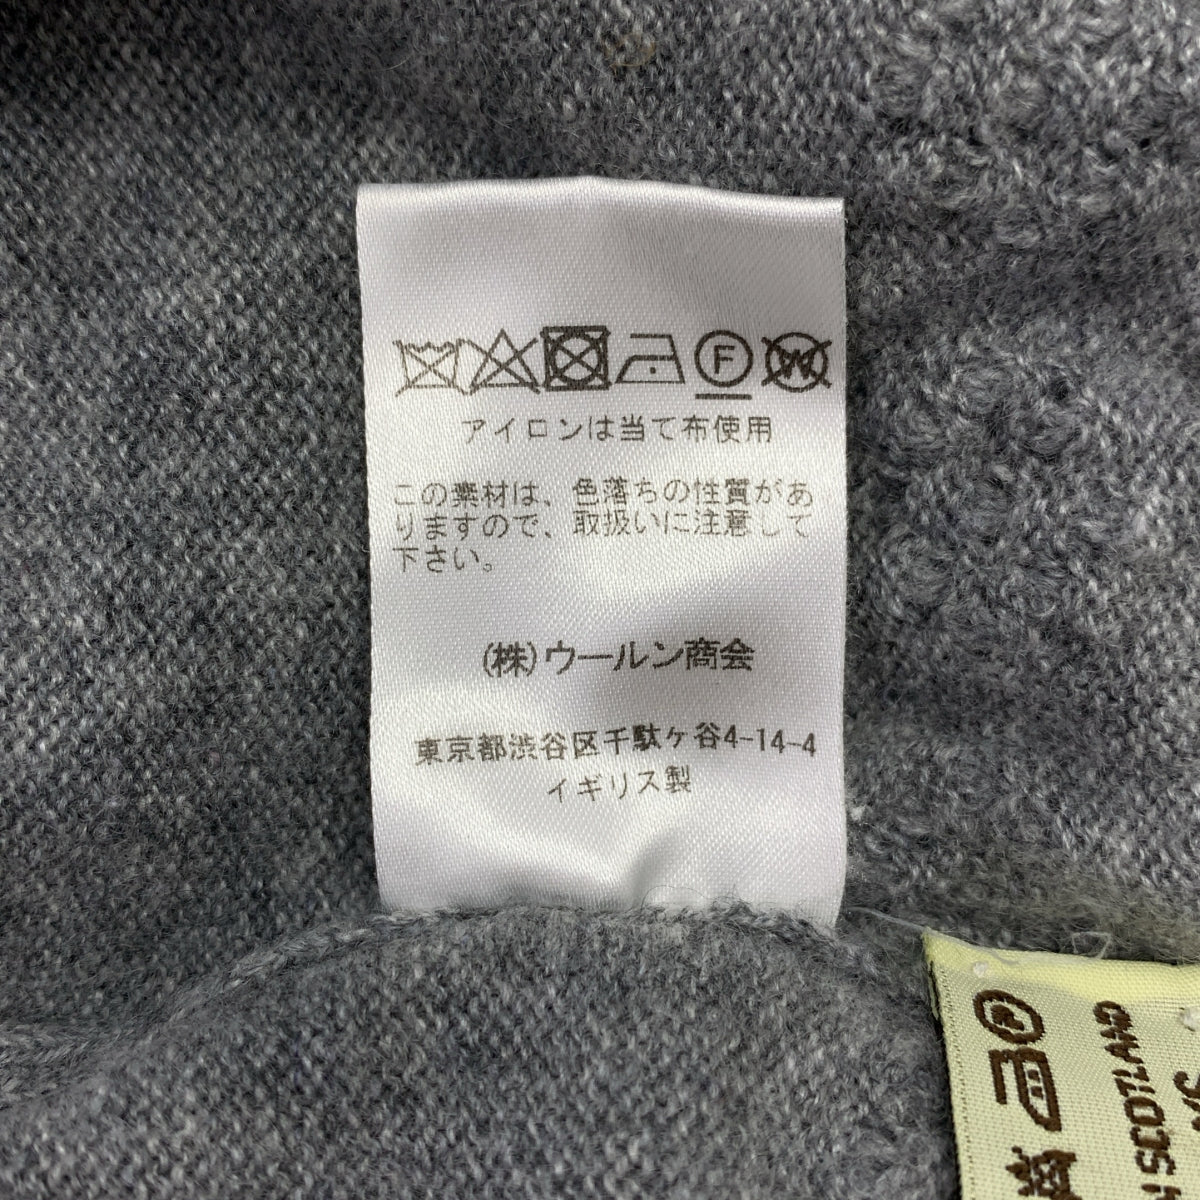 F W
アイロンは当て布使用
この素材は、色落ちの性質があ
りますので、取扱いに注意して
下さい。
(株)ウールン商会
東京都渋谷区千駄ケ谷4-14-4
イギリス製
SCOTLAND